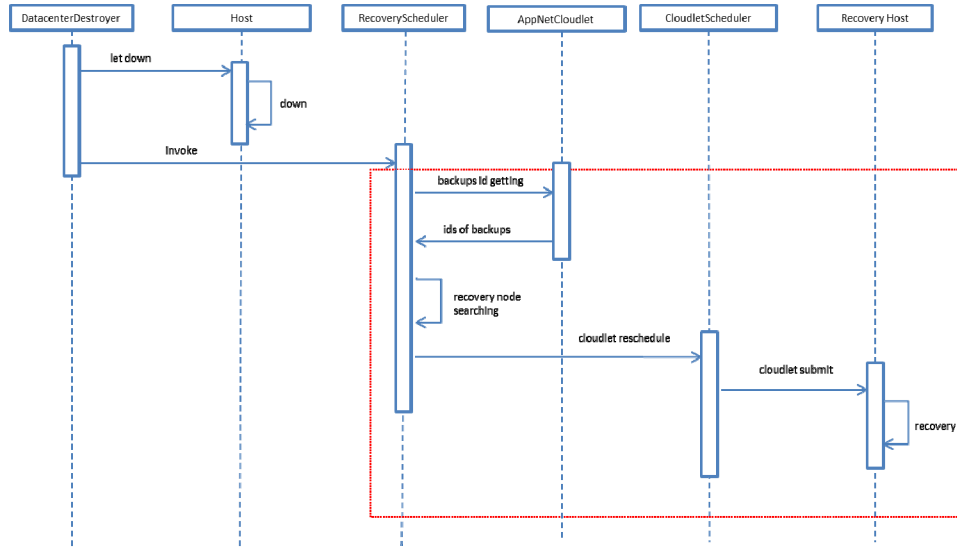 DatacenterDestroyer
Host
RecoveryScheduler
AppNetCloudlet
CloudletScheduler
Recovery Host
let down
down
Invoke
backups id getting
ids of backups
recovery node
searching
cloudlet reschedule
cloudlet submit
recovery